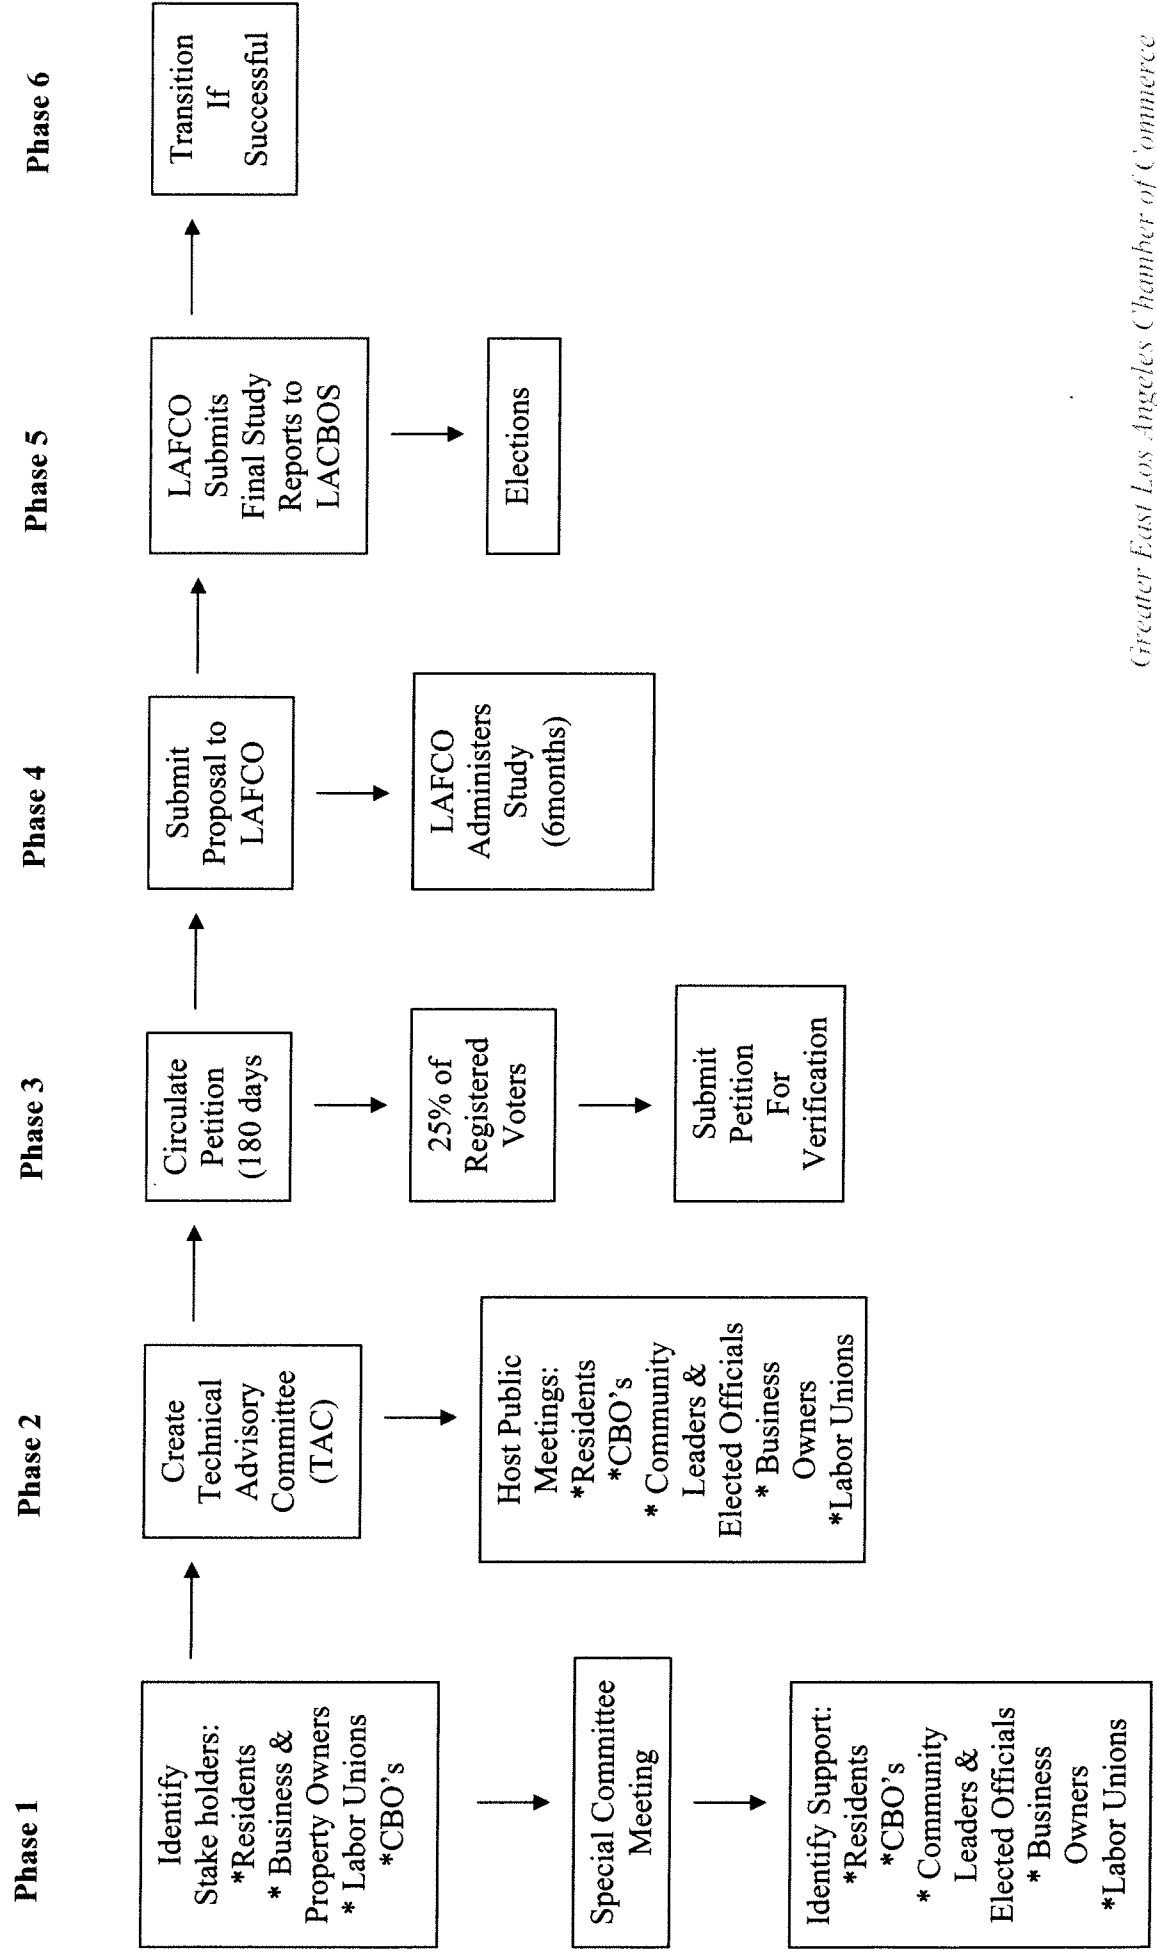 Phase 1
Identify
Stake holders:
*Residents
* Business &
Property Owners
* Labor Unions
*CBO's
Special Committee
Meeting
Identify Support:
*Residents
*CBO's
* Community
Leaders &
Elected Officials
* Business
Owners
*Labor Unions
Phase 2
Create
Technical
Advisory
Committee
(TAC)
Host Public
Meetings:
*Residents
*CBO's
* Community
Leaders &
Elected Officials
* Business
Owners
*Labor Unions
Phase 3
Circulate
Petition
(180 days
25% of
Registered
Voters
Submit
Petition
For
Verification
Phase 4
Submit
Proposal to
LAFCO
LAFCO
Administers
Study
(6months)
Phase 5
LAFCO
Submits
Final Study
Reports to
LACBOS
Elections
Phase 6
Transition
If
Successful
Greater East Los Angeles Chamber of Commerce